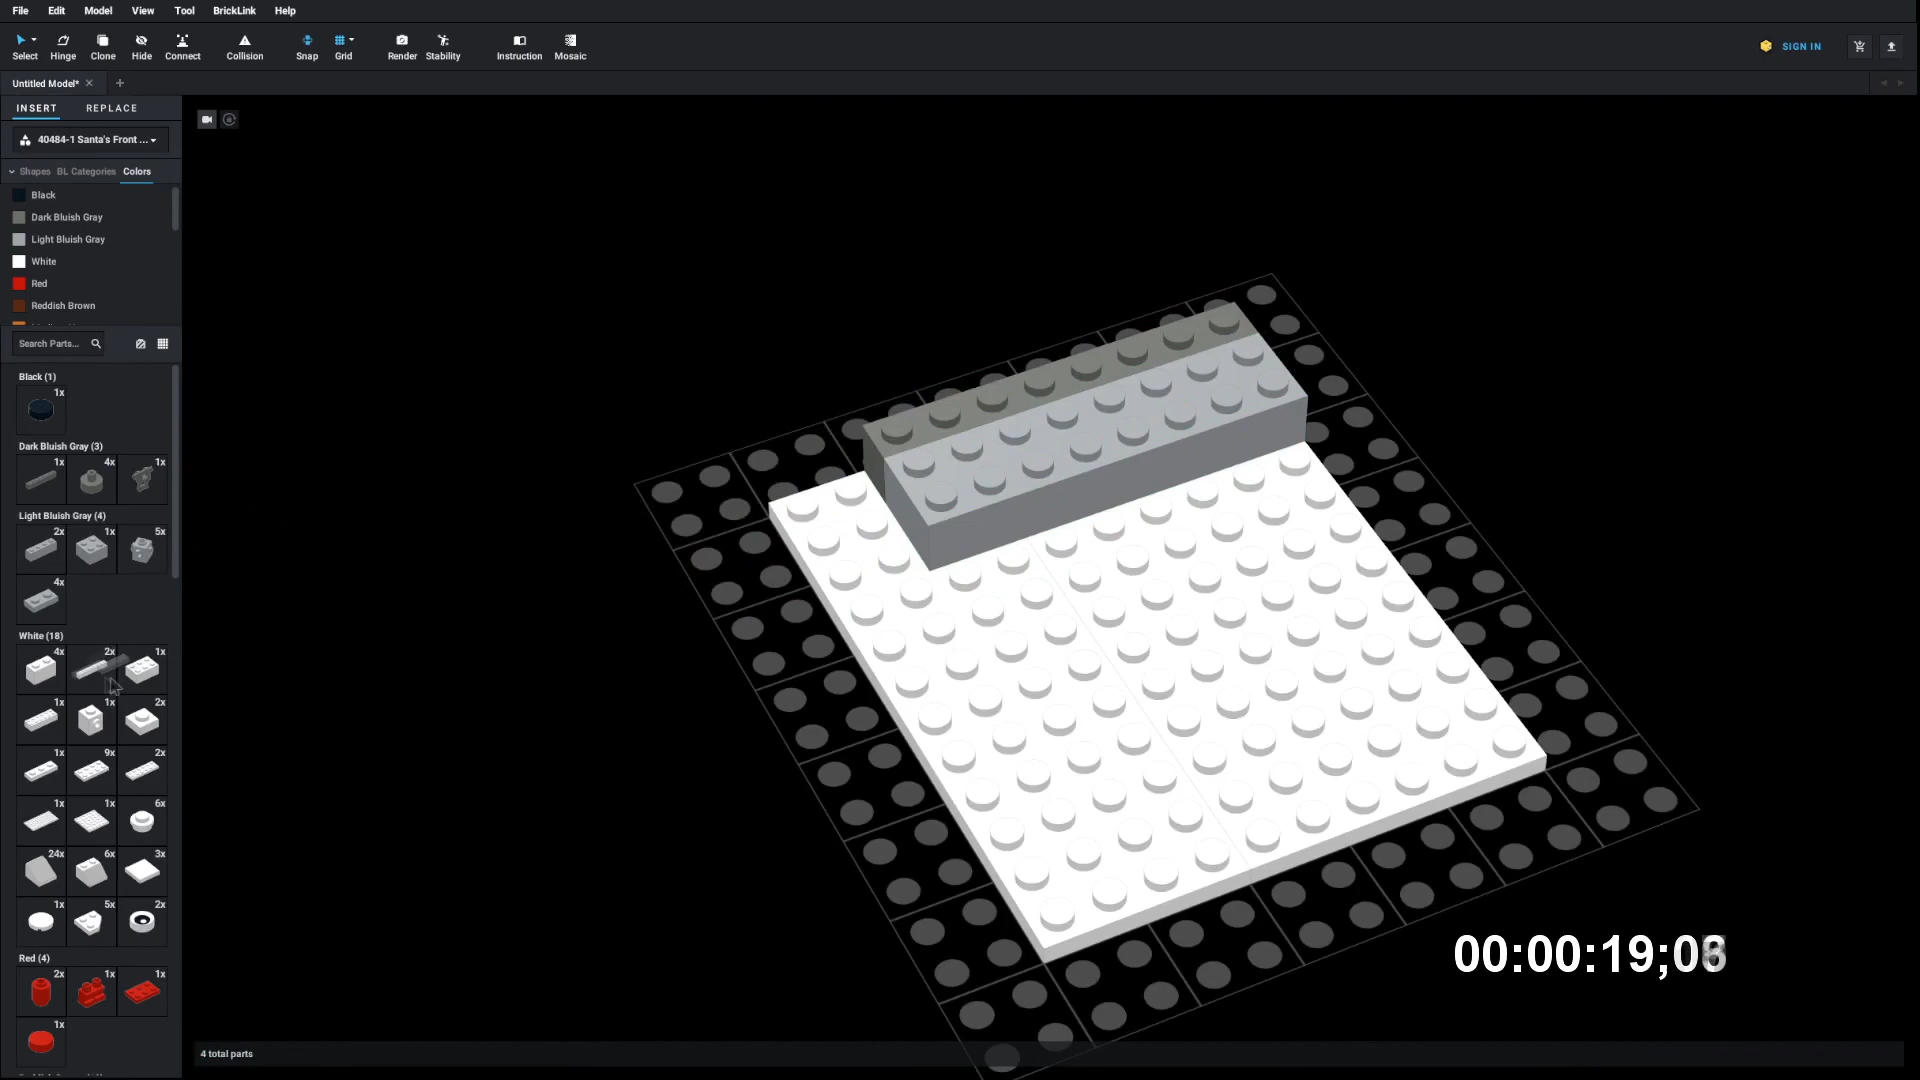 File Edit Model View Tool BrickLink Help
Select Hinge Clone Hide Connect Collision Snap Grid Render Stability Instruction Mosaic
SIGN IN
Untitled Model*
INSERT REPLACE
40484-1 Santa's Front ...
Shapes BL Categories Colors
Black
Dark Bluish Gray
Light Bluish Gray
White
Red
Reddish Brown
Search Parts...
Black (1)
1x
Dark Bluish Gray (3)
1x 4x 1x
Light Bluish Gray (4)
2x 1x 5x
4x
White (18)
4x 2x 1x
1x 1x 2x
1x 9x 2x
1x 1x 6x
24x 6x 3x
1x 5x 2x
Red (4)
2x 1x 1x
1x
00:00:19;08
4 total parts